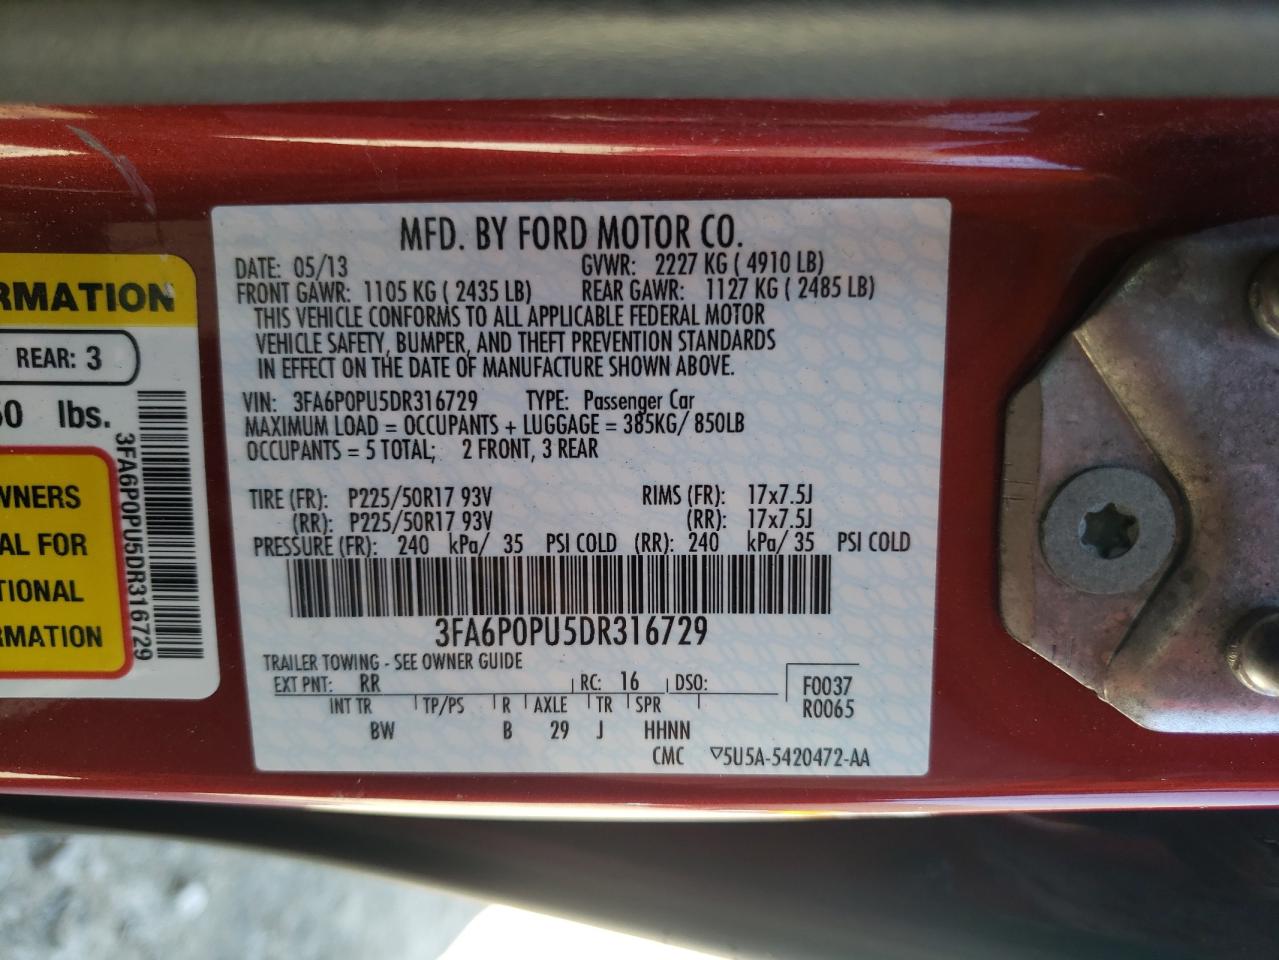 MFD. BY FORD MOTOR CO.
DATE: 05/13 GVWR: 2227 KG ( 4910 LB)
FRONT GAWR: 1105 KG ( 2435 LB) REAR GAWR: 1127 KG ( 2485 LB)
THIS VEHICLE CONFORMS TO ALL APPLICABLE FEDERAL MOTOR
VEHICLE SAFETY, BUMPER, AND THEFT PREVENTION STANDARDS
IN EFFECT ON THE DATE OF MANUFACTURE SHOWN ABOVE.
VIN: 3FA6P0PU5DR316729 TYPE: Passenger Car
MAXIMUM LOAD = OCCUPANTS + LUGGAGE = 385KG/ 850LB
OCCUPANTS = 5 TOTAL; 2 FRONT, 3 REAR
TIRE (FR): P225/50R17 93V RIMS (FR): 17x7.5J
(RR): P225/50R17 93V (RR): 17x7.5J
PRESSURE (FR): 240 kPa/ 35 PSI COLD (RR): 240 kPa/ 35 PSI COLD
3FA6P0PU5DR316729
TRAILER TOWING - SEE OWNER GUIDE
EXT PNT: RR RC: 16 DSO: F0037
INT TR TP/PS R AXLE TR SPR R0065
BW B 29 J HHNN
CMC ▽5U5A-5420472-AA
RMATION
REAR: 3
50 lbs.
WNERS
AL FOR
TIONAL
RMATION
3FA6P0PU5DR316729